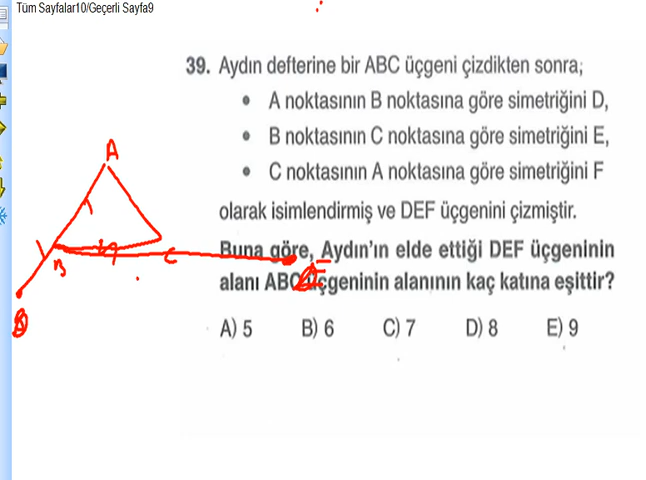 Tüm Sayfalar10/Geçerli Sayfa9
39. Aydın defterine bir ABC üçgeni çizdikten sonra;
• A noktasının B noktasına göre simetriğini D,
• B noktasının C noktasına göre simetriğini E,
• C noktasının A noktasına göre simetriğini F
olarak isimlendirmiş ve DEF üçgenini çizmiştir.
Buna göre, Aydın'ın elde ettiği DEF üçgeninin
alanı ABC üçgeninin alanının kaç katına eşittir?
A) 5 B) 6 C) 7 D) 8 E) 9
A
B C